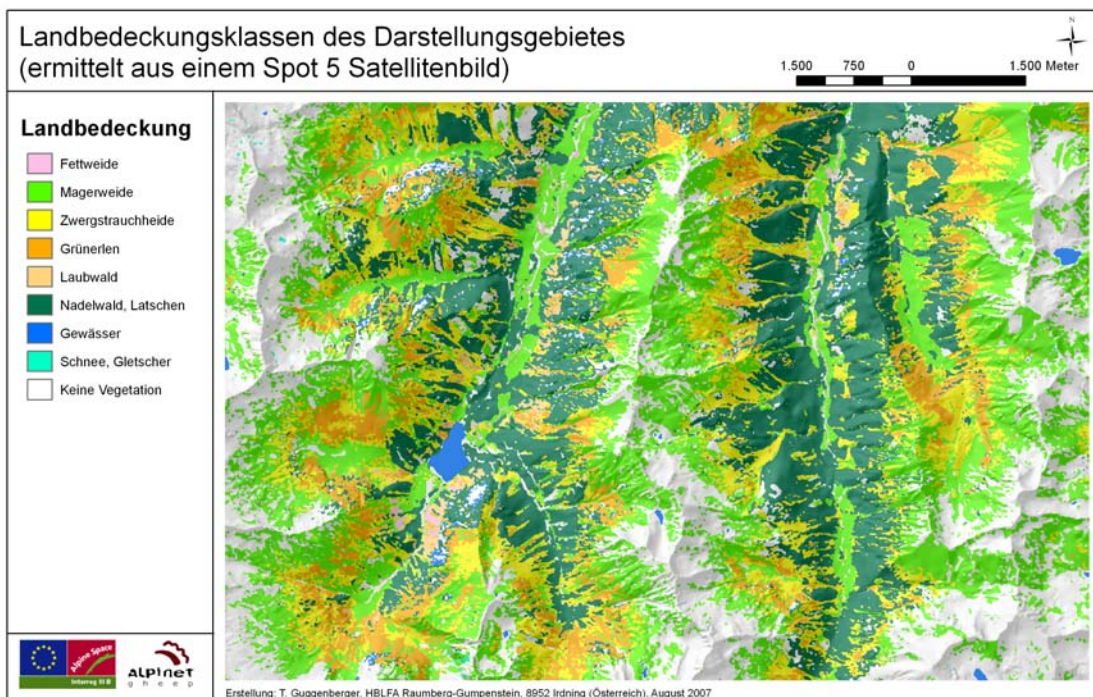 Landbedeckungsklassen des Darstellungsgebietes
(ermittelt aus einem Spot 5 Satellitenbild)
N
1.500 750 0 1.500 Meter
Landbedeckung
Fettweide
Magerweide
Zwergstrauchheide
Grünerlen
Laubwald
Nadelwald, Latschen
Gewässer
Schnee, Gletscher
Keine Vegetation
Alpine Space
Interreg III B
ALPINET
gheep
Erstellung: T. Guggenberger, HBLFA Raumberg-Gumpenstein, 8952 Irdning (Österreich), August 2007